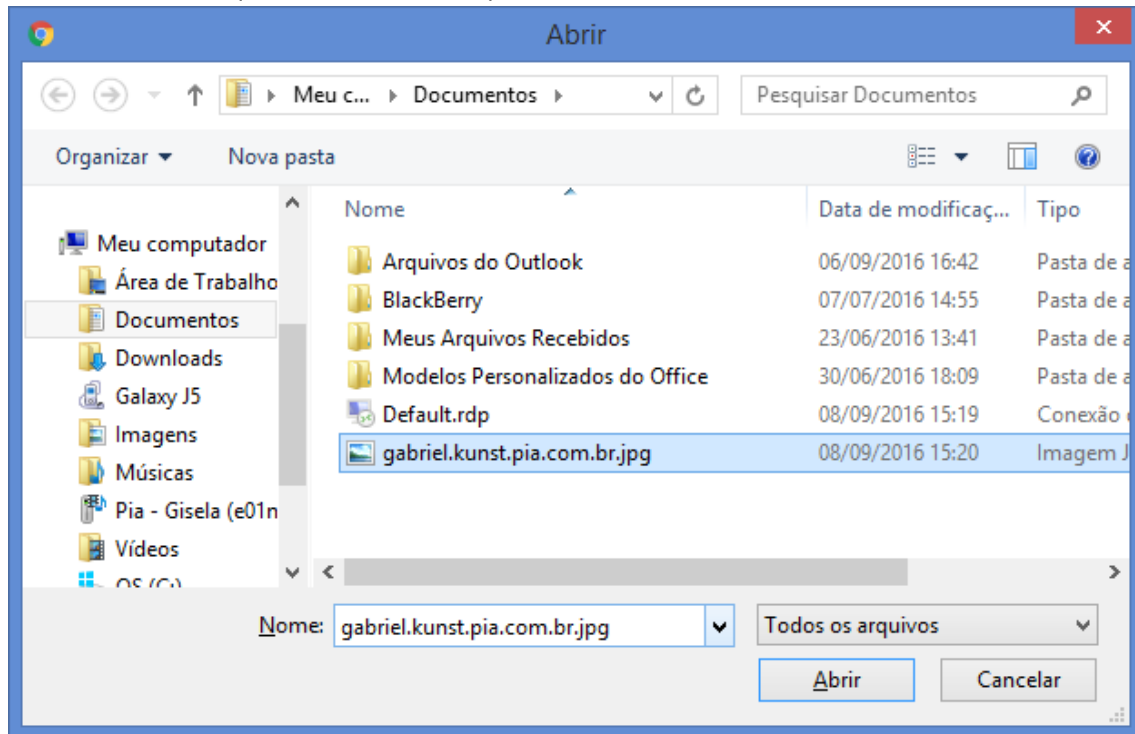 Abrir
Meu c... Documentos
Pesquisar Documentos
Organizar
Nova pasta
Nome
Data de modificaç...
Tipo
Meu computador
Área de Trabalho
Documentos
Downloads
Galaxy J5
Imagens
Músicas
Pia - Gisela (e01n
Vídeos
OS (C:)
Arquivos do Outlook 06/09/2016 16:42 Pasta de a
BlackBerry 07/07/2016 14:55 Pasta de a
Meus Arquivos Recebidos 23/06/2016 13:41 Pasta de a
Modelos Personalizados do Office 30/06/2016 18:09 Pasta de a
Default.rdp 08/09/2016 15:19 Conexão
gabriel.kunst.pia.com.br.jpg 08/09/2016 15:20 Imagem J
Nome: gabriel.kunst.pia.com.br.jpg
Todos os arquivos
Abrir
Cancelar